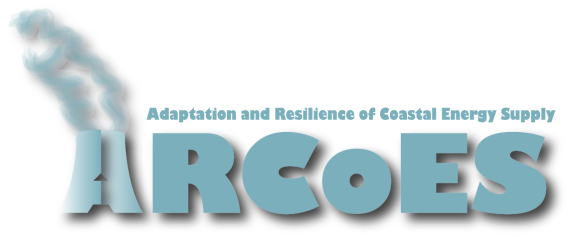 Adaptation and Resilience of Coastal Energy Supply
ARCoES